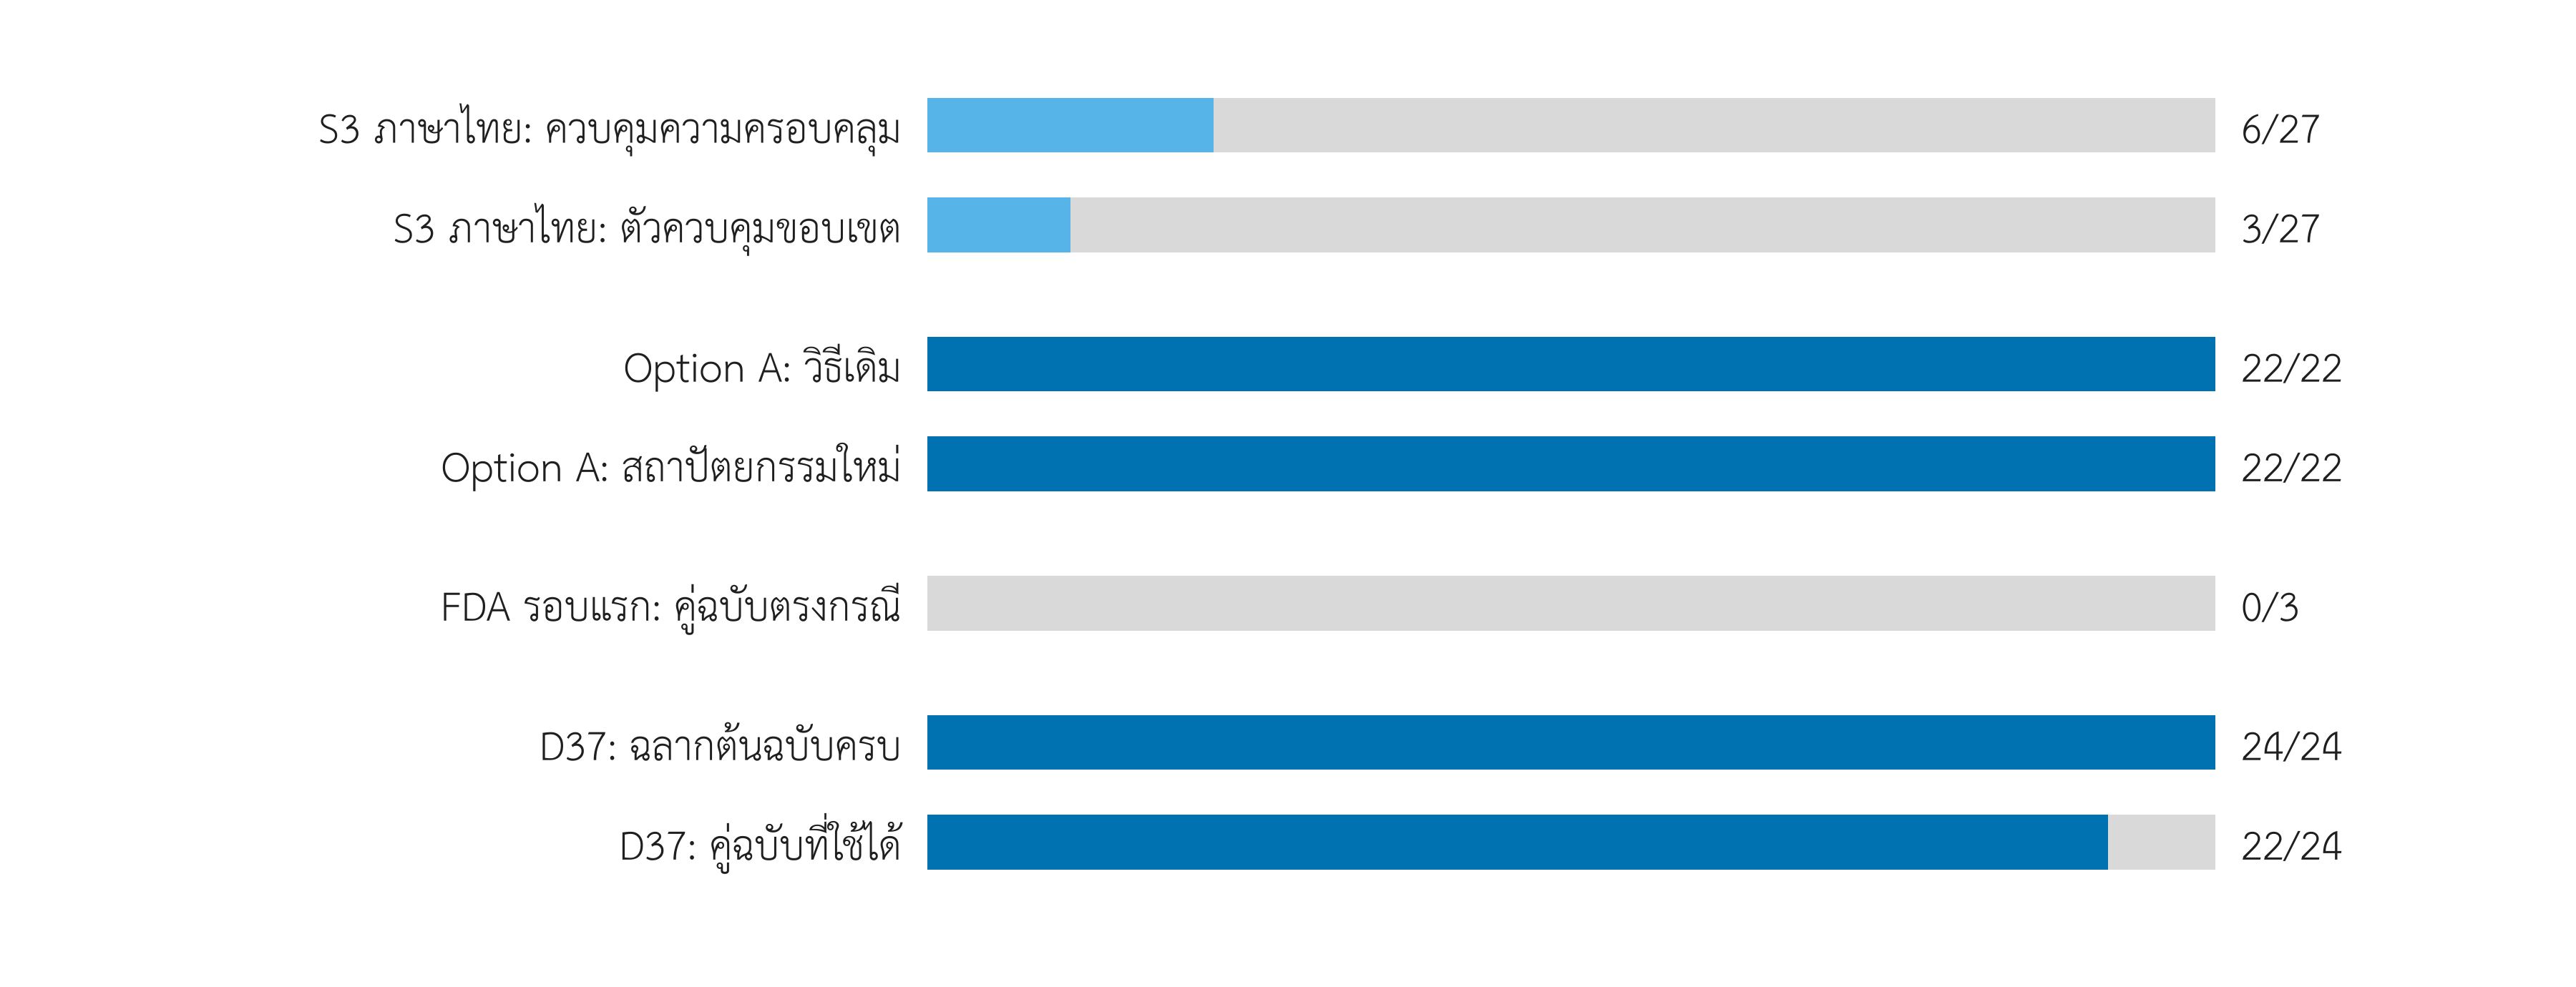 S3 ภาษาไทย: ควบคุมความครอบคลุม 6/27
S3 ภาษาไทย: ตัวควบคุมขอบเขต 3/27
Option A: วิธีเดิม 22/22
Option A: สถาปัตยกรรมใหม่ 22/22
FDA รอบแรก: คู่ฉบับตรงกรณี 0/3
D37: ฉลากต้นฉบับครบ 24/24
D37: คู่ฉบับที่ใช้ได้ 22/24